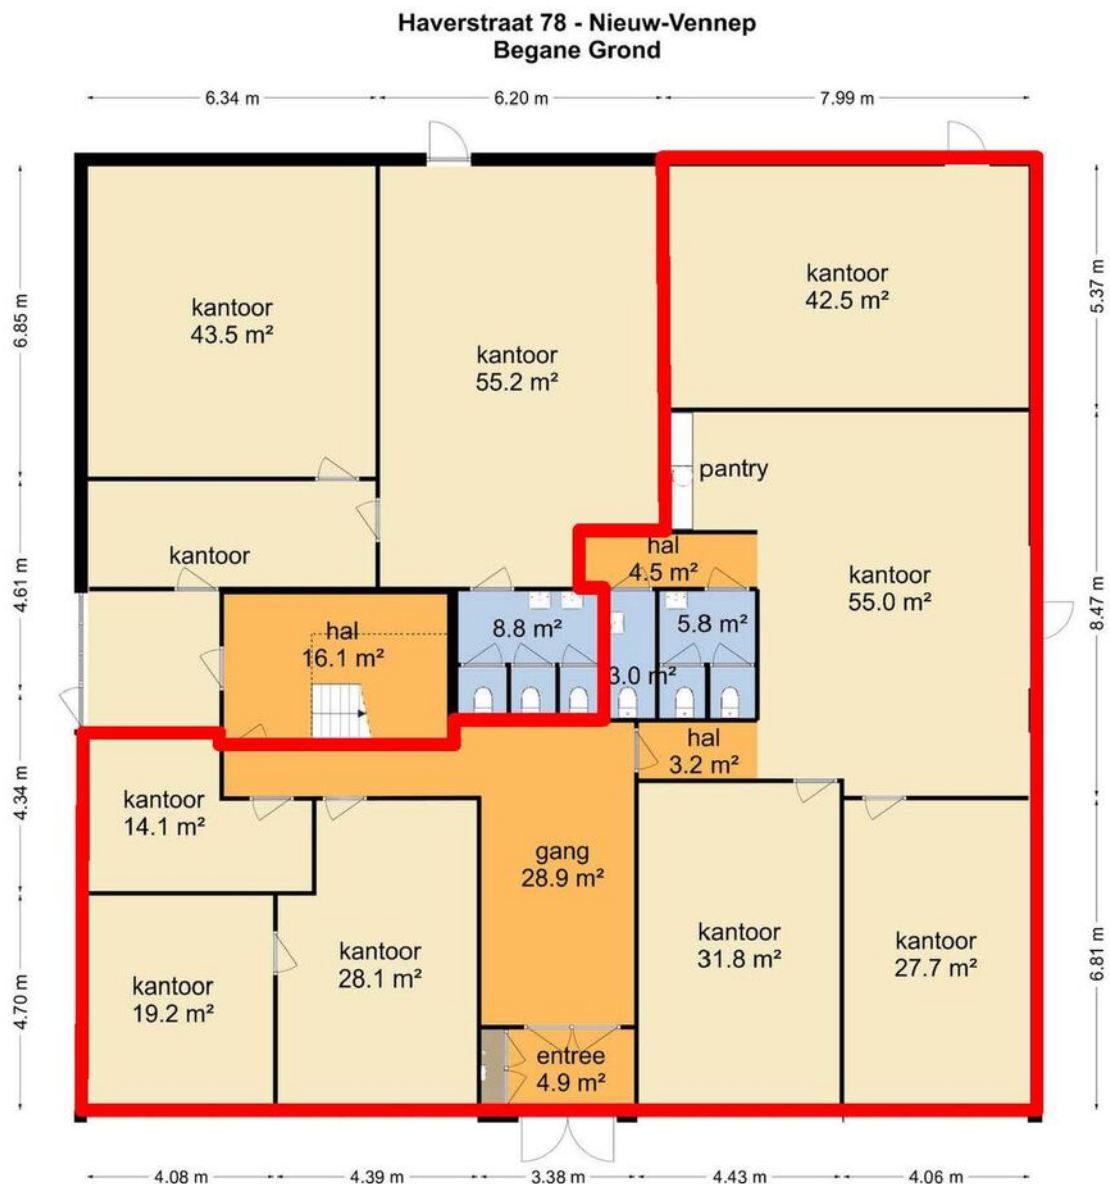 Haverstraat 78 - Nieuw-Vennep
Begane Grond
6.34 m
6.20 m
7.99 m
6.85 m
4.61 m
4.34 m
4.70 m
5.37 m
8.47 m
6.81 m
kantoor
43.5 m²
kantoor
55.2 m²
kantoor
42.5 m²
pantry
kantoor
hal
4.5 m²
kantoor
55.0 m²
hal
16.1 m²
8.8 m²
3.0 m²
5.8 m²
hal
3.2 m²
kantoor
14.1 m²
gang
28.9 m²
kantoor
19.2 m²
kantoor
28.1 m²
kantoor
31.8 m²
kantoor
27.7 m²
entree
4.9 m²
4.08 m
4.39 m
3.38 m
4.43 m
4.06 m